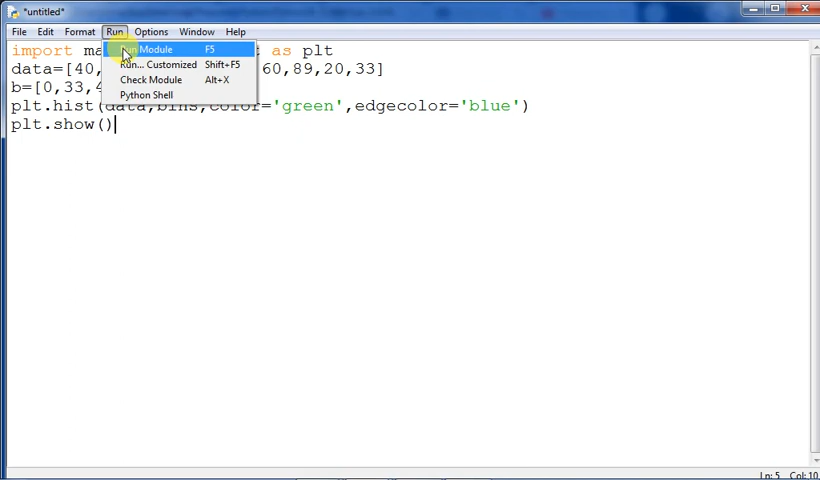 *untitled*
File Edit Format Run Options Window Help
import ma t as plt
Run Module F5
data=[40, 60,89,20,33]
Run... Customized Shift+F5
b=[0,33,4
Check Module Alt+X
Python Shell
plt.hist(data,bins,color='green',edgecolor='blue')
plt.show()
Ln: 5 Col: 10